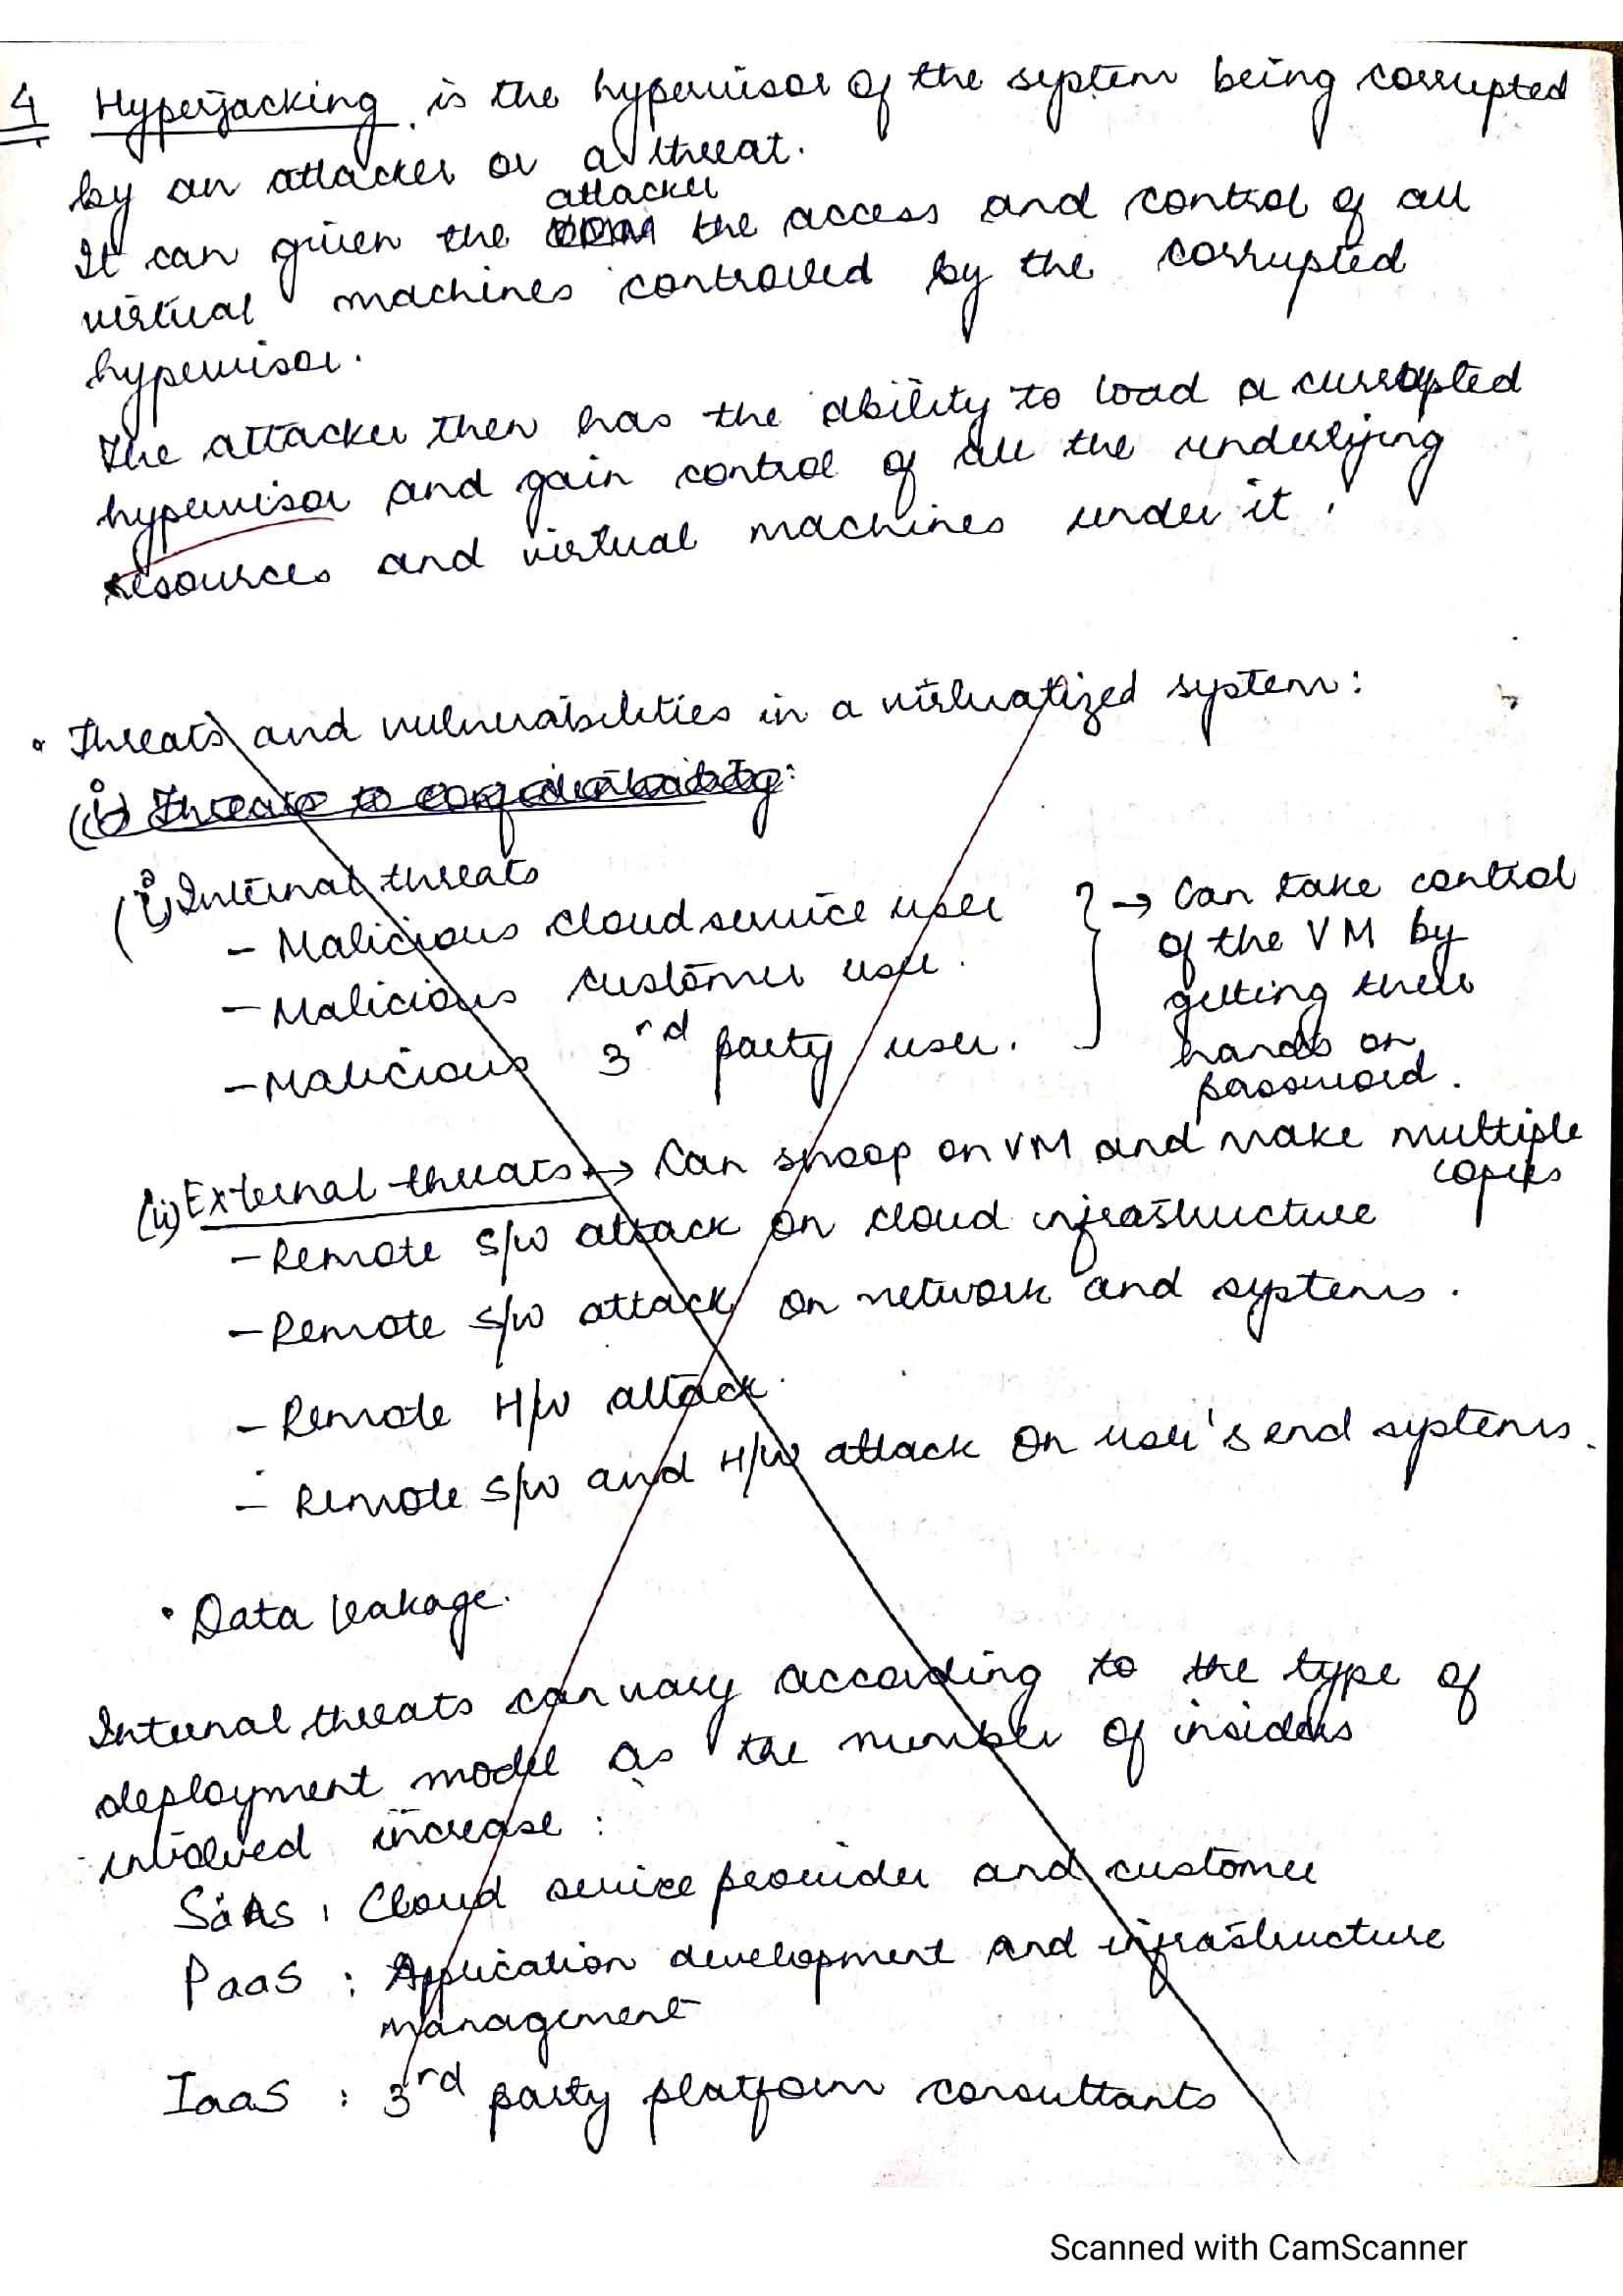 4 Hyperjacking is the hypervisor of the system being corrupted
by an attacker or a threat.
attacker
It can given the the access and control of all
virtual machines controlled by the corrupted
hypervisor.
The attacker then has the ability to load a currupted
hypervisor and gain control of all the underlying
resources and virtual machines under it.
• Threats and vulnerabilities in a virtualized system:
(i) Threats to confidentiality:
(i) Internal threats
- Malicious cloud service user
- Malicious customer user.
- Malicious 3rd party user.
} → Can take control
of the VM by
getting their
hands on
password.
(ii) External threats → Can snoop on VM and make multiple
copies
- Remote S/W attack on cloud infrastructure
- Remote S/W attack on network and systems.
- Remote H/W attack.
- Remote S/W and H/W attack on user's end systems.
• Data leakage.
Internal threats can vary according to the type of
deployment model as the number of insiders
involved increase:
SaAs : Cloud service provider and customer
PaaS : Application development and infrastructure
management
IaaS : 3rd party platform consultants
Scanned with CamScanner